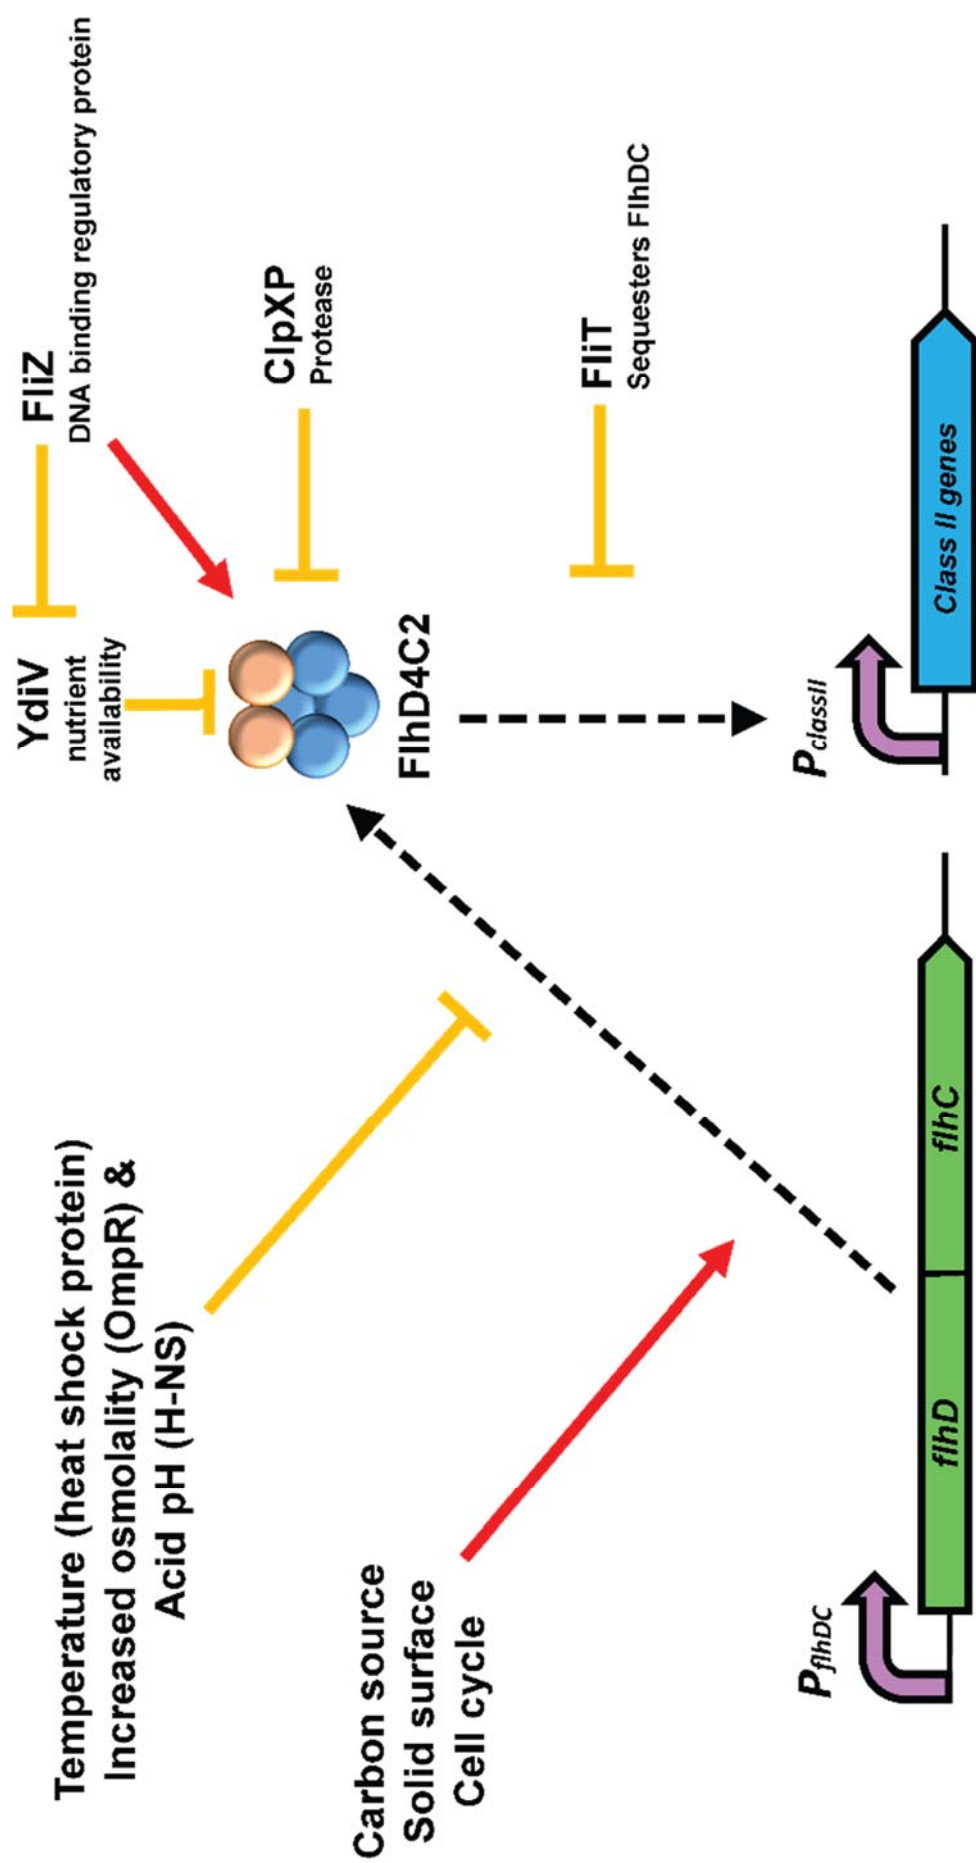 Temperature (heat shock protein)
Increased osmolality (OmpR) &
Acid pH (H-NS)
Carbon source
Solid surface
Cell cycle
YdiV
nutrient
availability
FliZ
DNA binding regulatory protein
ClpXP
Protease
FlhD4C2
FliT
Sequesters FlhDC
PflhDC
flhD
flhC
PclassII
Class II genes